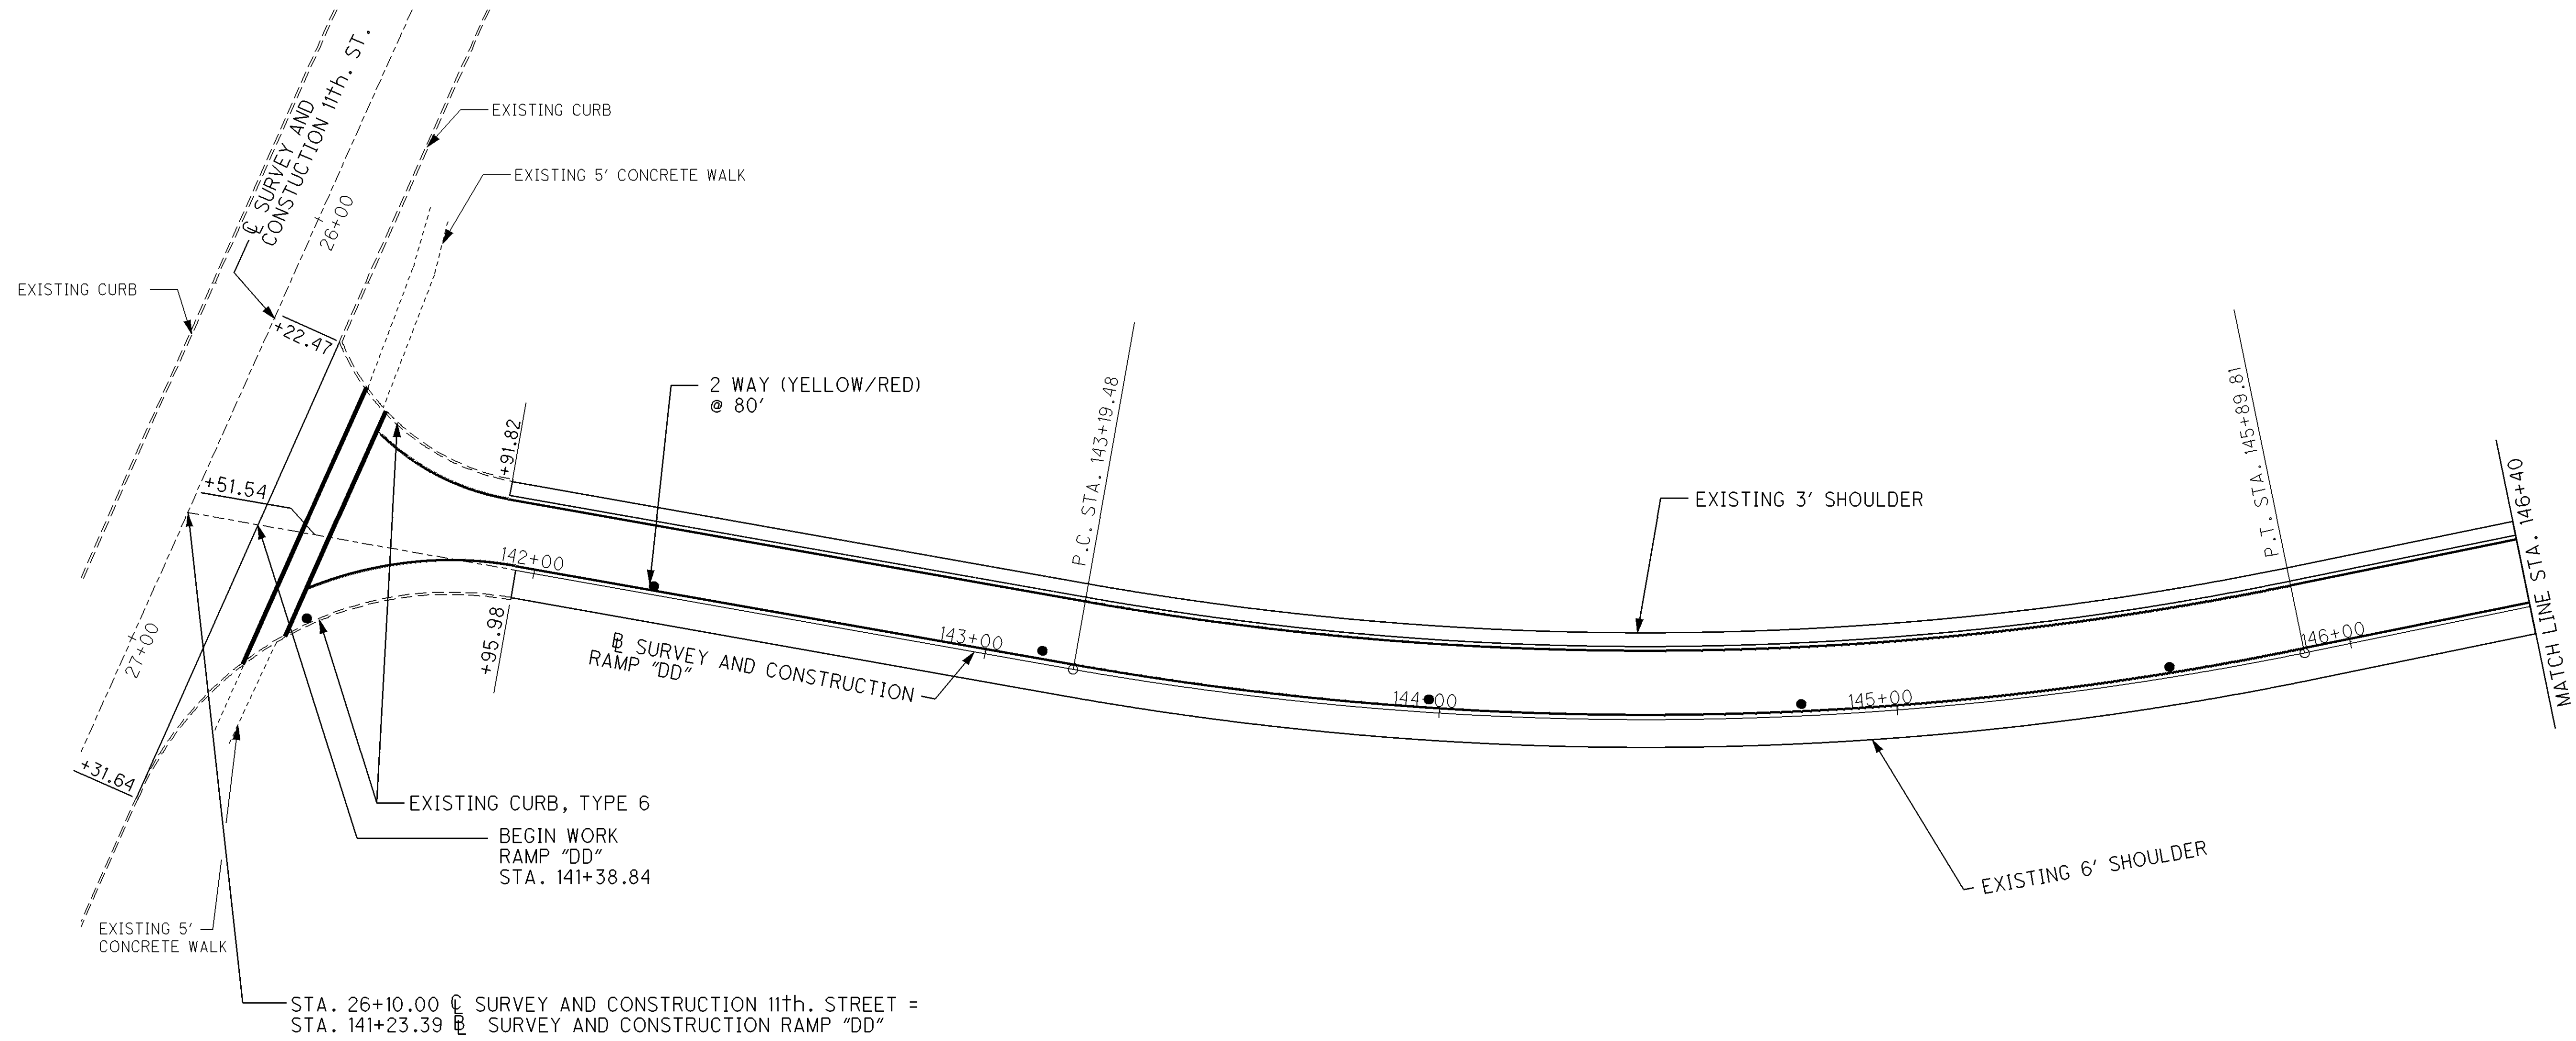 ℄ SURVEY AND
CONSTUCTION 11th. ST.
EXISTING CURB
EXISTING 5' CONCRETE WALK
26+00
EXISTING CURB
+22.47
2 WAY (YELLOW/RED)
@ 80'
+91.82
P.C. STA. 143+19.48
P.T. STA. 145+89.81
MATCH LINE STA. 146+40
+51.54
EXISTING 3' SHOULDER
142+00
143+00
144+00
145+00
146+00
27+00
+95.98
B̲L SURVEY AND CONSTRUCTION
RAMP "DD"
+31.64
EXISTING CURB, TYPE 6
BEGIN WORK
RAMP "DD"
STA. 141+38.84
EXISTING 6' SHOULDER
EXISTING 5'
CONCRETE WALK
STA. 26+10.00 ℄ SURVEY AND CONSTRUCTION 11th. STREET =
STA. 141+23.39 BL SURVEY AND CONSTRUCTION RAMP "DD"